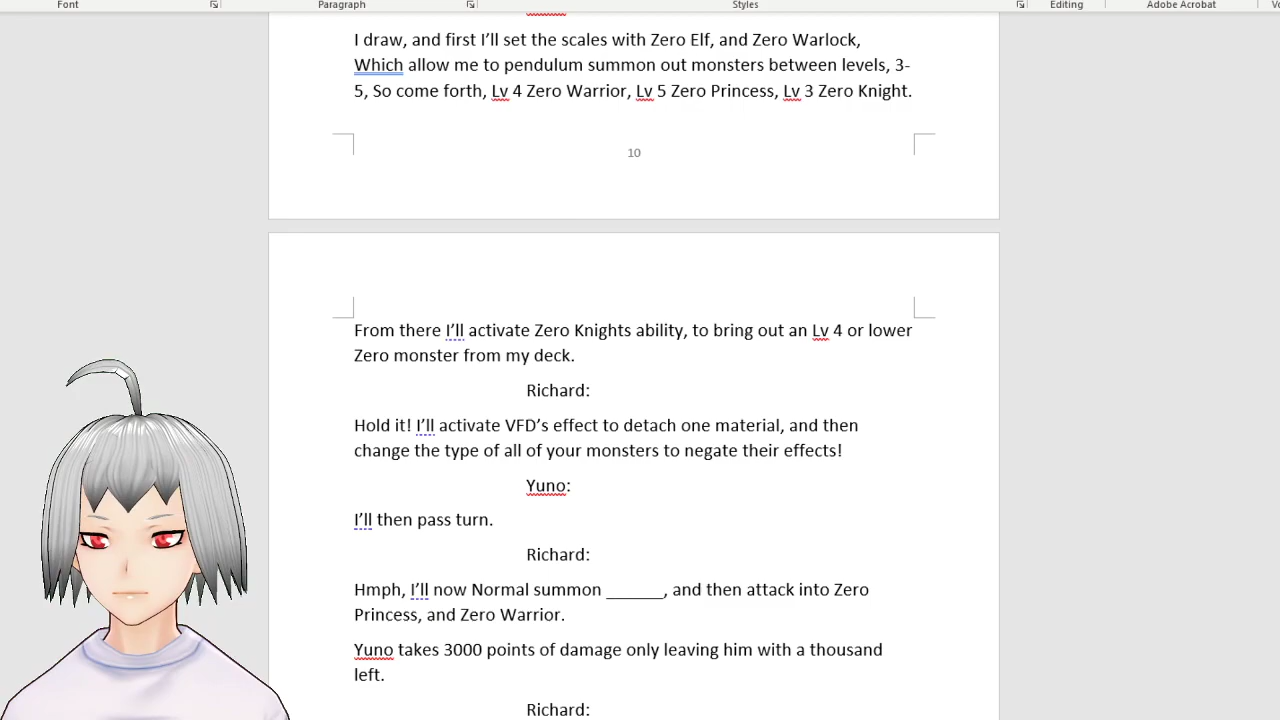 Font
Paragraph
Styles
Editing
Adobe Acrobat
I draw, and first I’ll set the scales with Zero Elf, and Zero Warlock,
Which allow me to pendulum summon out monsters between levels, 3-
5, So come forth, Lv 4 Zero Warrior, Lv 5 Zero Princess, Lv 3 Zero Knight.
10
From there I’ll activate Zero Knights ability, to bring out an Lv 4 or lower
Zero monster from my deck.
Richard:
Hold it! I’ll activate VFD’s effect to detach one material, and then
change the type of all of your monsters to negate their effects!
Yuno:
I’ll then pass turn.
Richard:
Hmph, I’ll now Normal summon ______, and then attack into Zero
Princess, and Zero Warrior.
Yuno takes 3000 points of damage only leaving him with a thousand
left.
Richard: